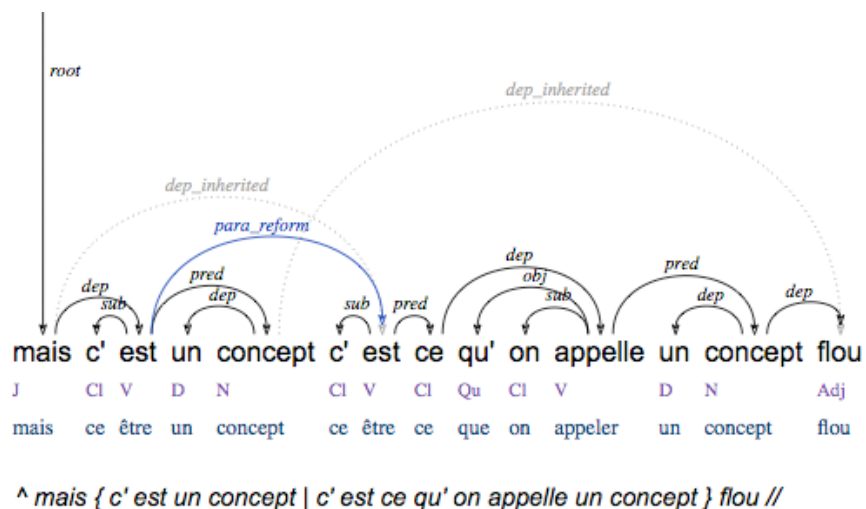 root
dep_inherited
dep_inherited
para_reform
dep pred dep obj pred
sub dep sub pred sub dep dep
mais c' est un concept c' est ce qu' on appelle un concept flou
J Cl V D N Cl V Cl Qu Cl V D N Adj
mais ce être un concept ce être ce que on appeler un concept flou
^ mais { c' est un concept | c' est ce qu' on appelle un concept } flou //